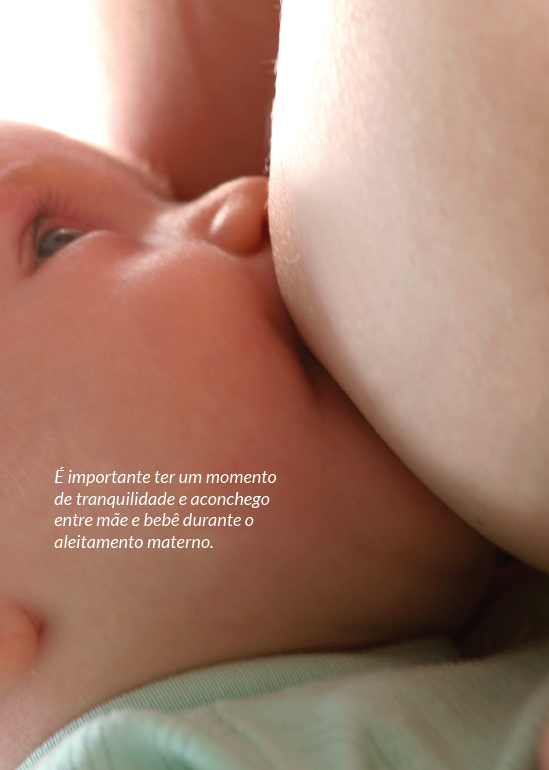 É importante ter um momento
de tranquilidade e aconchego
entre mãe e bebê durante o
aleitamento materno.